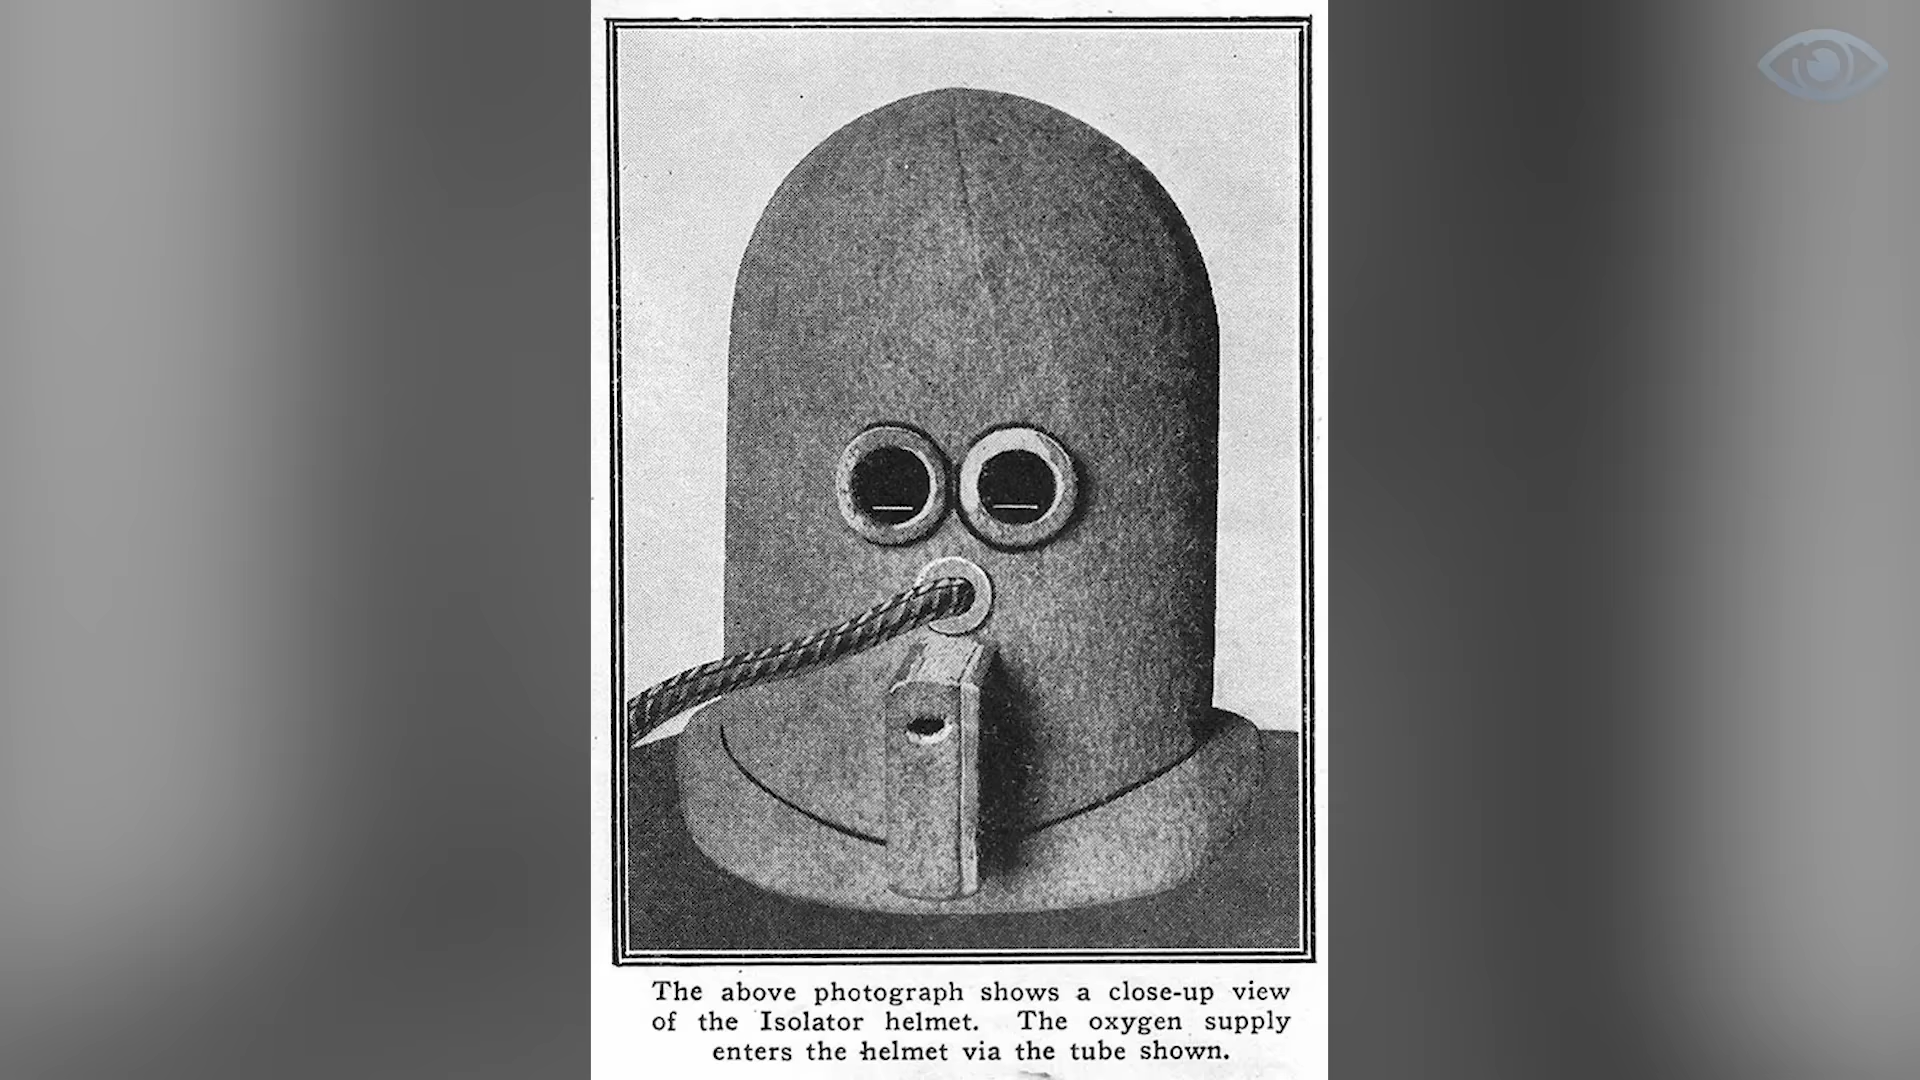 The above photograph shows a close-up view
of the Isolator helmet. The oxygen supply
enters the helmet via the tube shown.